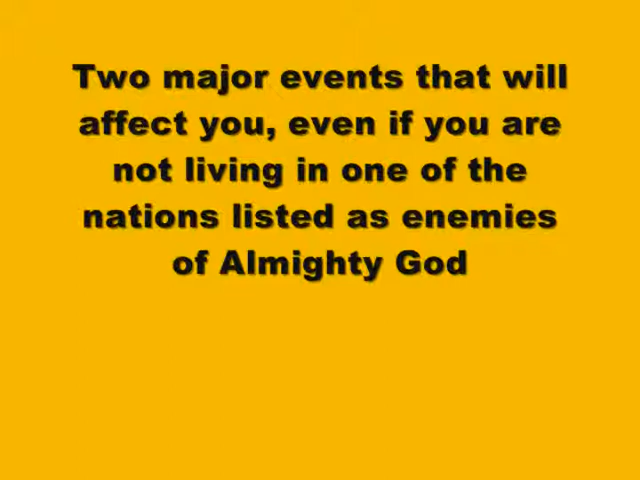 Two major events that will
affect you, even if you are
not living in one of the
nations listed as enemies
of Almighty God